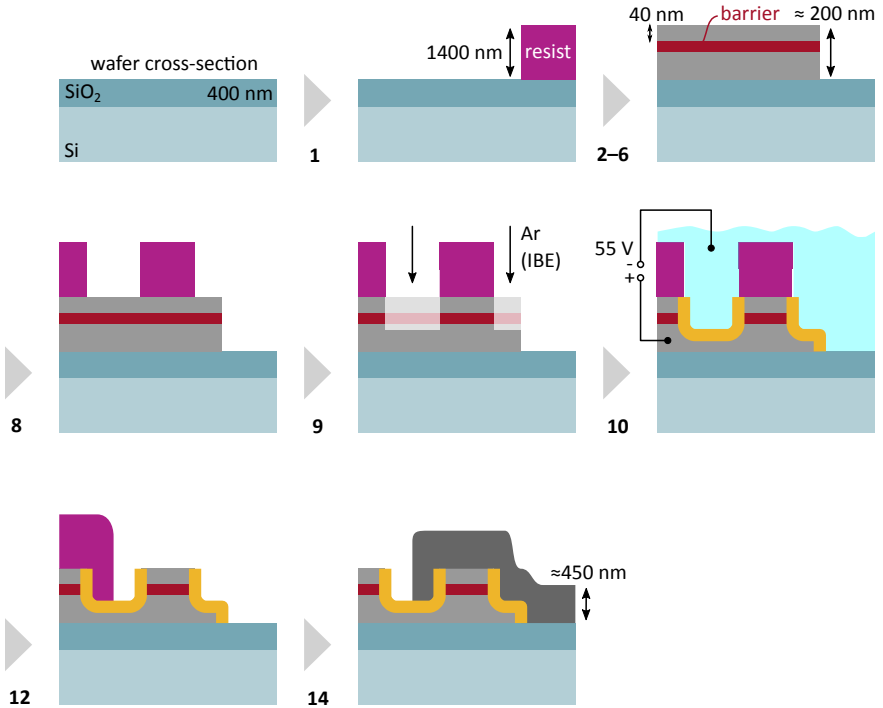 wafer cross-section
SiO₂
400 nm
Si
1400 nm
resist
1
40 nm
barrier
≈ 200 nm
2–6
8
Ar
(IBE)
9
55 V
-
+
10
12
≈450 nm
14